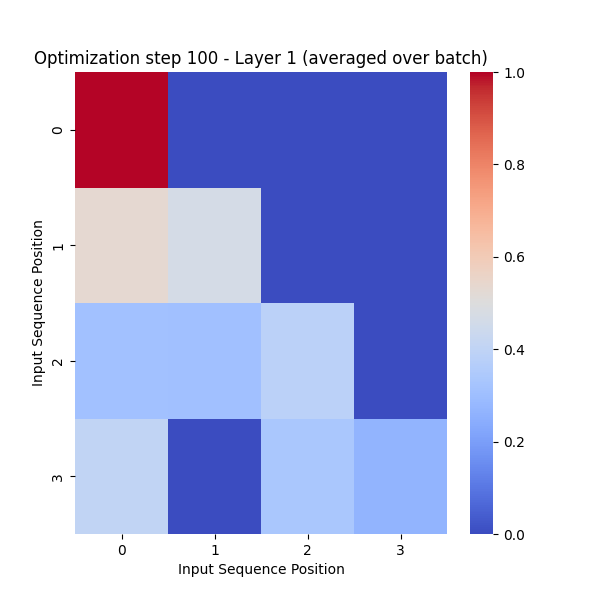 Optimization step 100 - Layer 1 (averaged over batch)
Input Sequence Position
0
1
2
3
0 1 2 3
Input Sequence Position
1.0
0.8
0.6
0.4
0.2
0.0